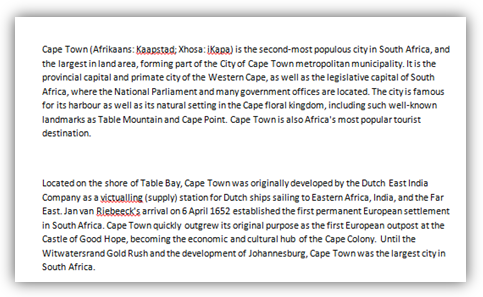 Cape Town (Afrikaans: Kaapstad; Xhosa: iKapa) is the second-most populous city in South Africa, and
the largest in land area, forming part of the City of Cape Town metropolitan municipality. It is the
provincial capital and primate city of the Western Cape, as well as the legislative capital of South
Africa, where the National Parliament and many government offices are located. The city is famous
for its harbour as well as its natural setting in the Cape floral kingdom, including such well-known
landmarks as Table Mountain and Cape Point. Cape Town is also Africa's most popular tourist
destination.
Located on the shore of Table Bay, Cape Town was originally developed by the Dutch East India
Company as a victualling (supply) station for Dutch ships sailing to Eastern Africa, India, and the Far
East. Jan van Riebeeck's arrival on 6 April 1652 established the first permanent European settlement
in South Africa. Cape Town quickly outgrew its original purpose as the first European outpost at the
Castle of Good Hope, becoming the economic and cultural hub of the Cape Colony. Until the
Witwatersrand Gold Rush and the development of Johannesburg, Cape Town was the largest city in
South Africa.